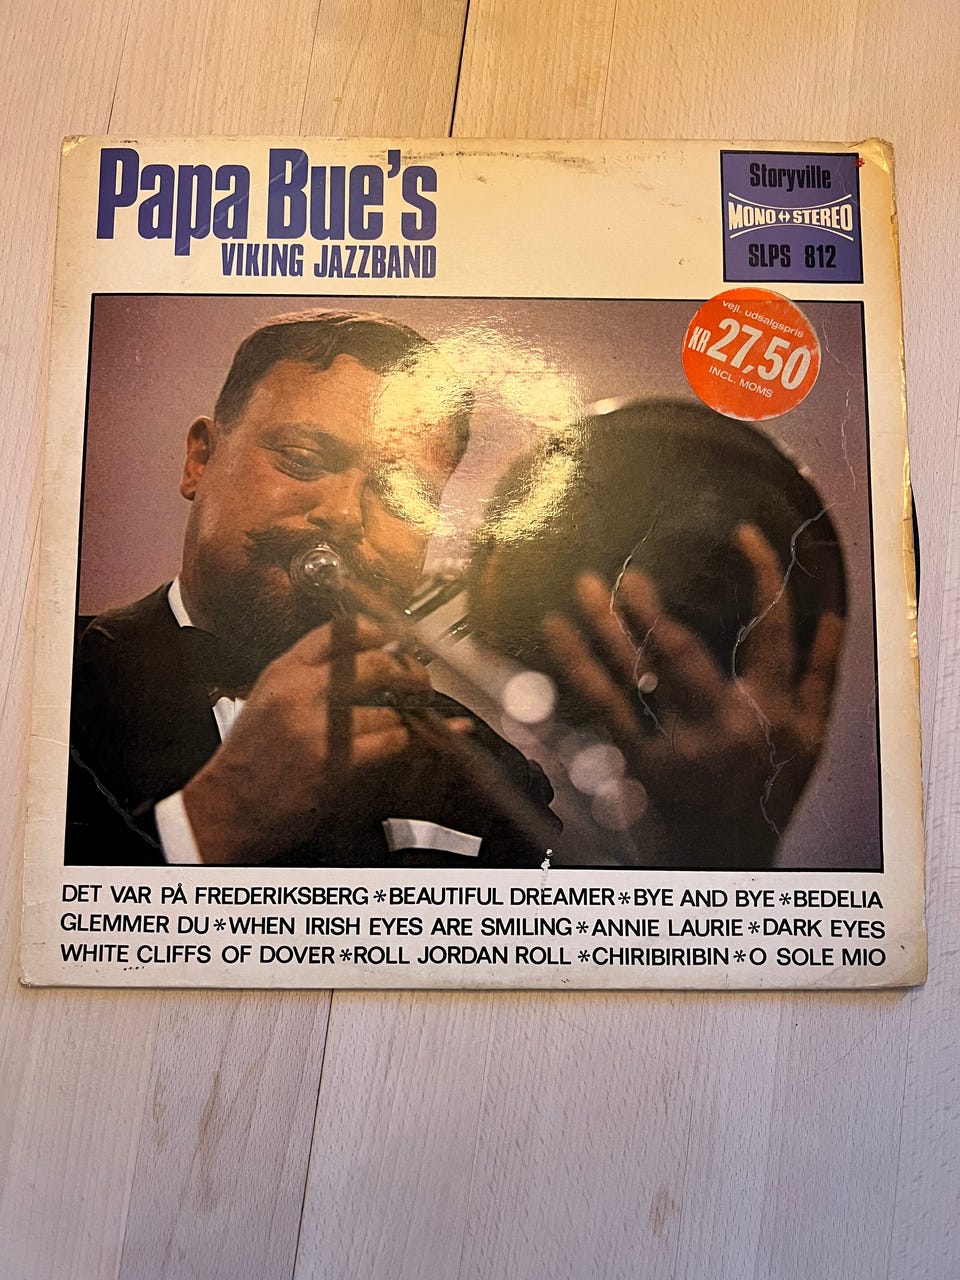 Papa Bue's
VIKING JAZZBAND
Storyville
MONO↔STEREO
SLPS 812
vejl. udsalgspris
KR 27,50
INCL. MOMS
DET VAR PÅ FREDERIKSBERG * BEAUTIFUL DREAMER * BYE AND BYE * BEDELIA
GLEMMER DU * WHEN IRISH EYES ARE SMILING * ANNIE LAURIE * DARK EYES
WHITE CLIFFS OF DOVER * ROLL JORDAN ROLL * CHIRIBIRIBIN * O SOLE MIO